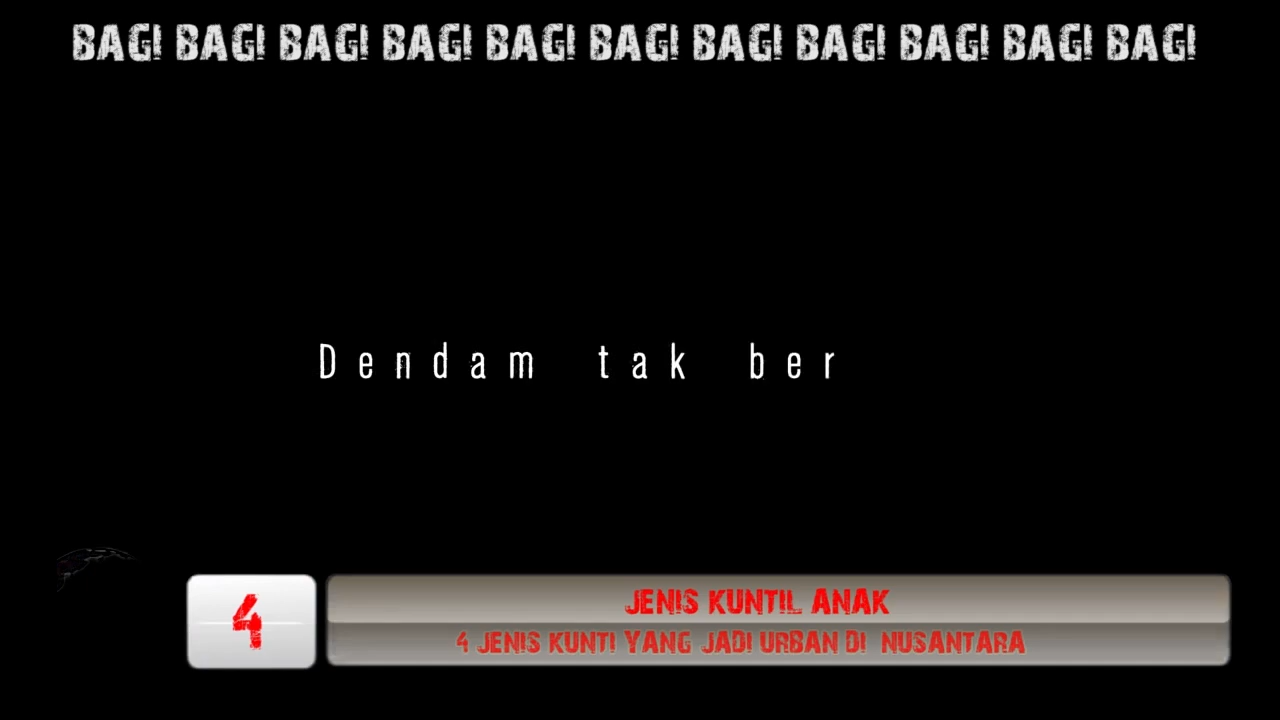 BAGI BAGI BAGI BAGI BAGI BAGI BAGI BAGI BAGI BAGI BAGI
Dendam tak ber
4
JENIS KUNTIL ANAK
4 JENIS KUNTI YANG JADI URBAN DI NUSANTARA